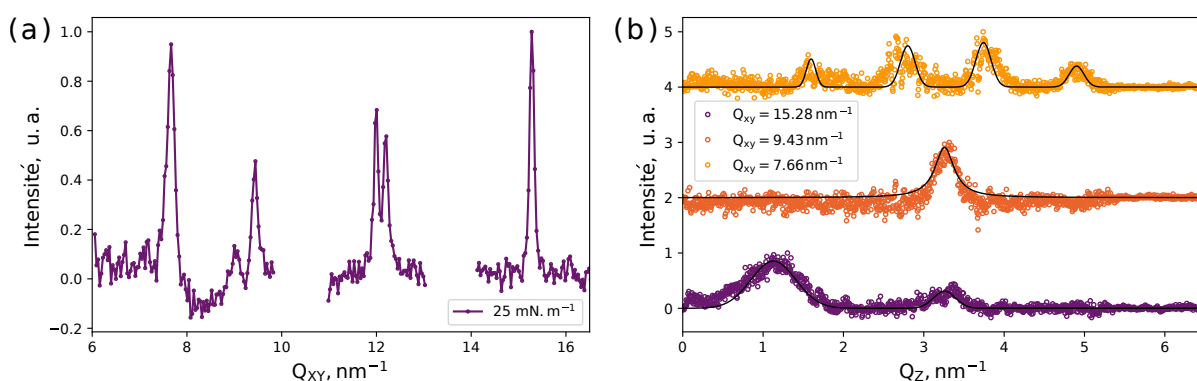 (a)
1.0
0.8
0.6
0.4
0.2
0.0
−0.2
Intensité, u. a.
25 mN. m⁻¹
6
8
10
12
14
16
Q_XY, nm⁻¹
(b)
5
4
3
2
1
0
Intensité, u. a.
Q_xy = 15.28 nm⁻¹
Q_xy = 9.43 nm⁻¹
Q_xy = 7.66 nm⁻¹
0
1
2
3
4
5
6
Q_Z, nm⁻¹